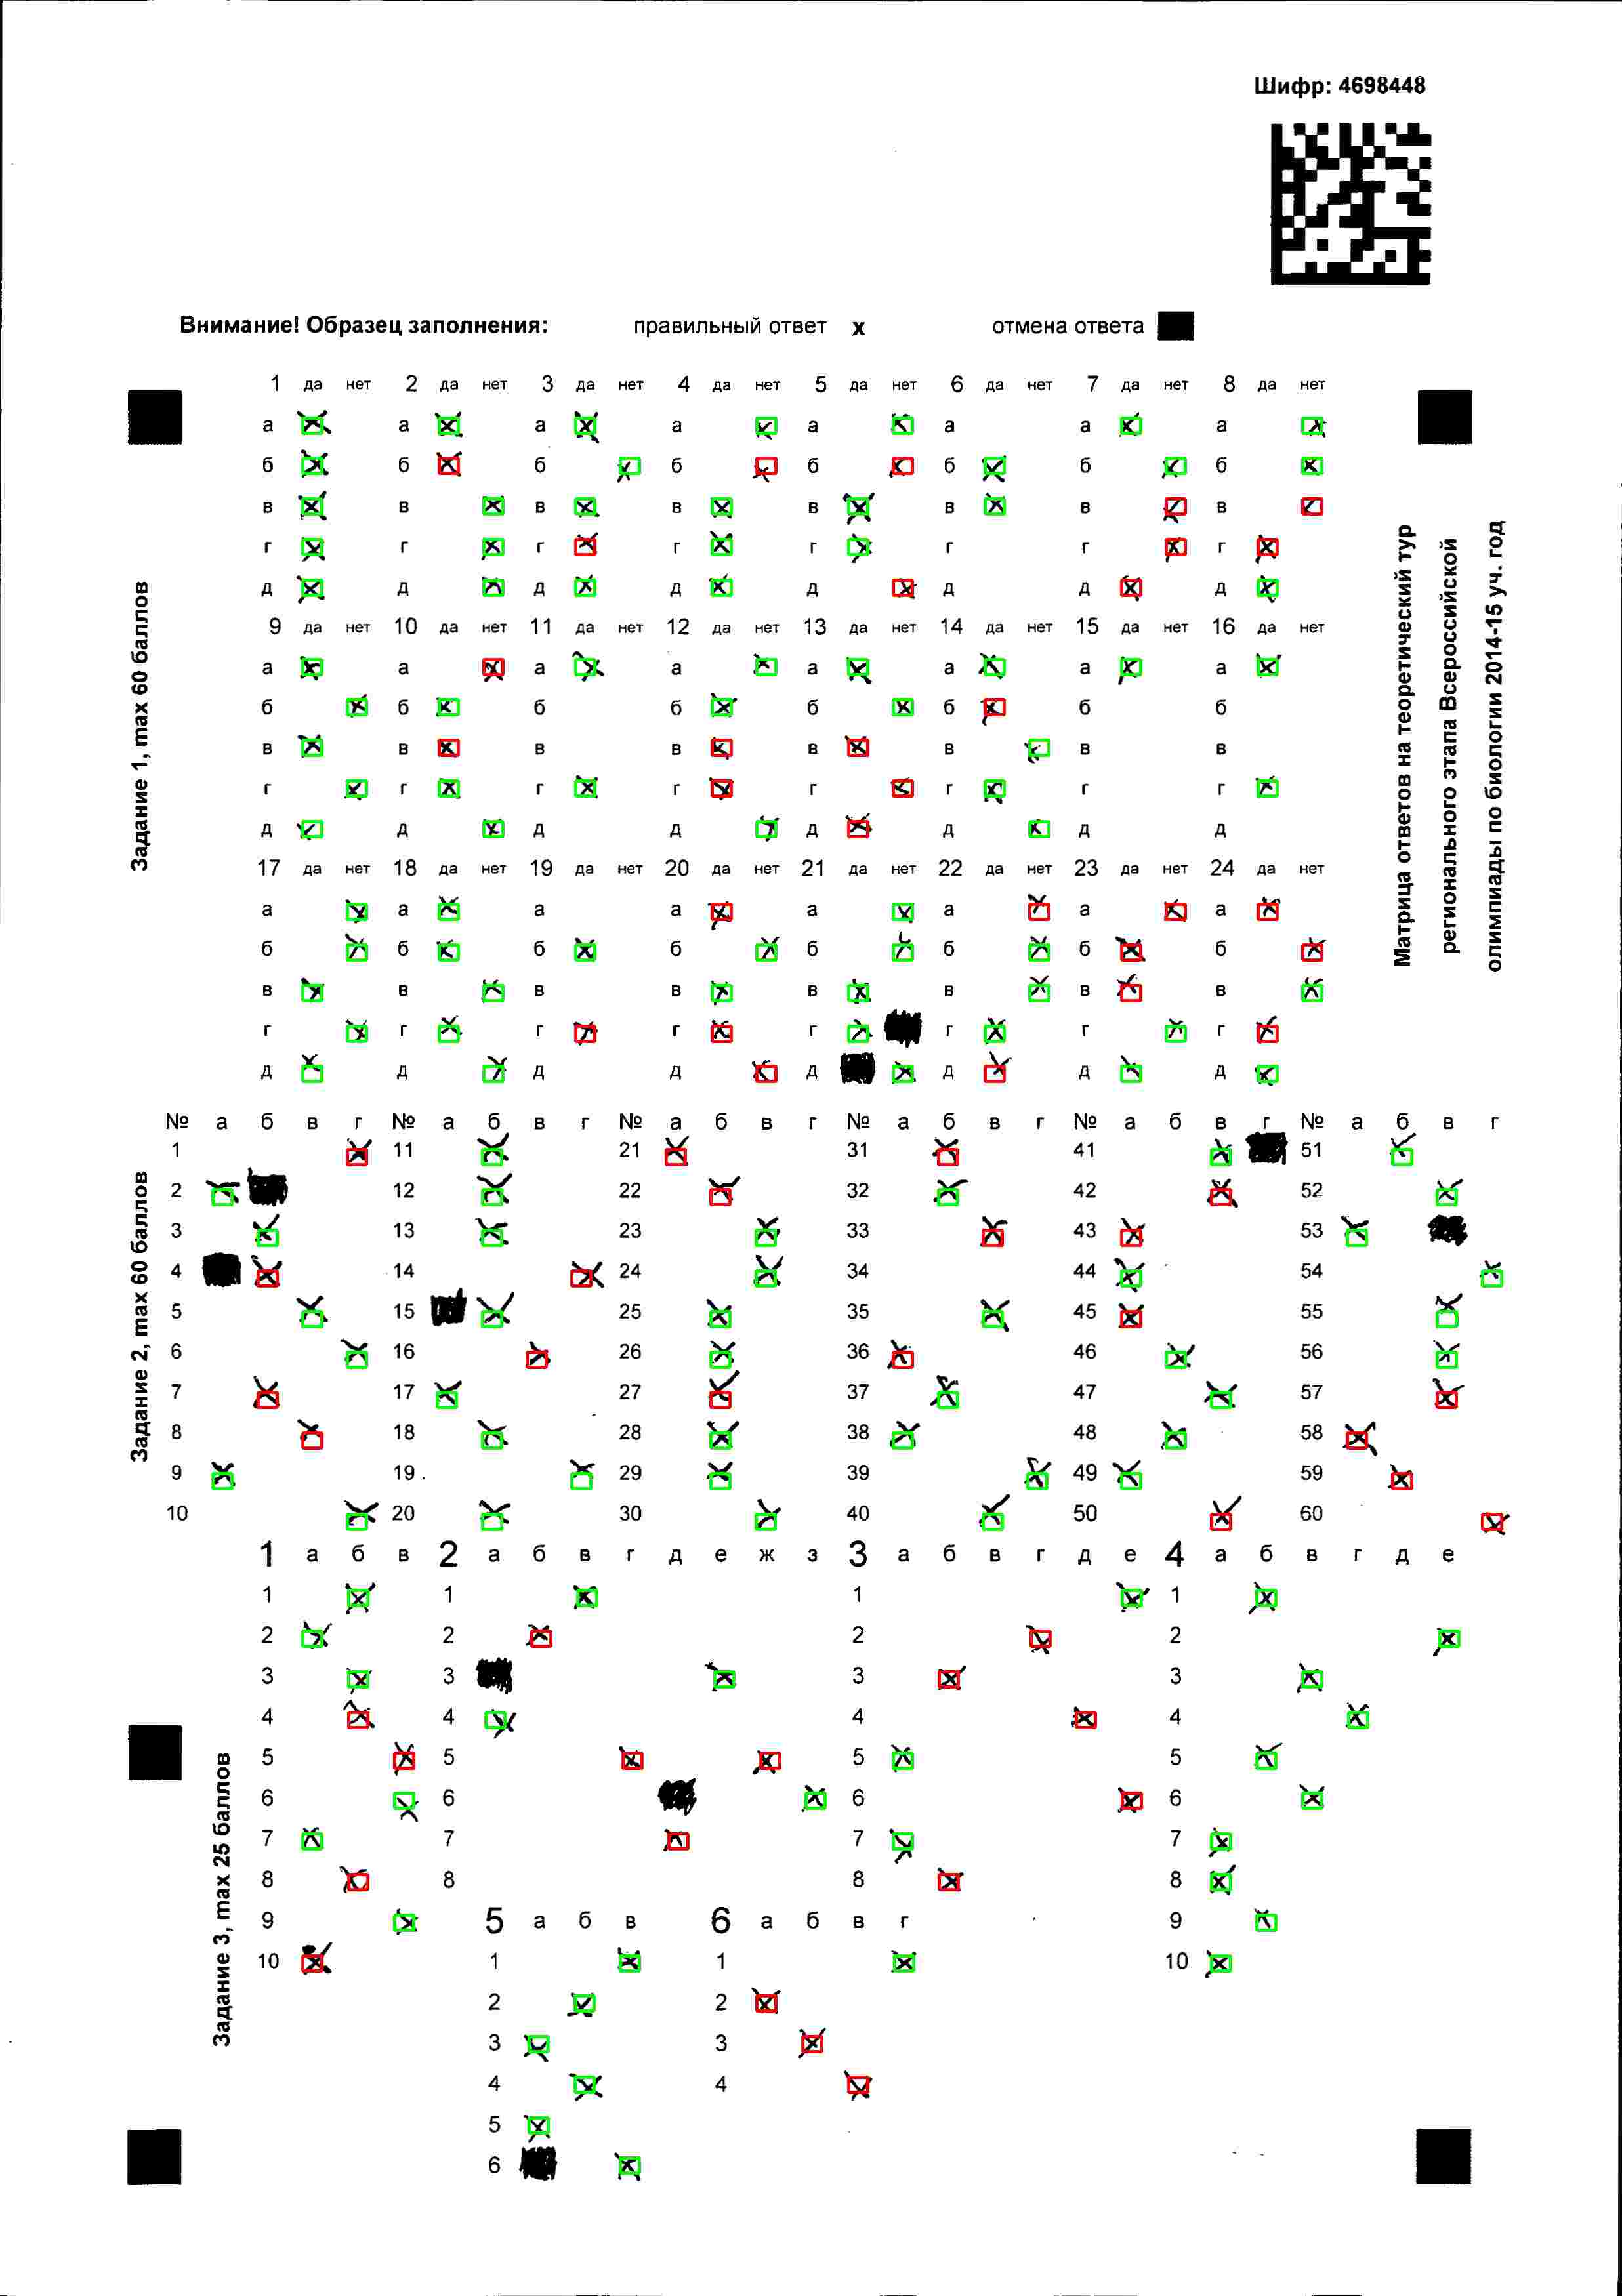 Шифр: 4698448
Внимание! Образец заполнения: правильный ответ х отмена ответа
1 да нет 2 да нет 3 да нет 4 да нет 5 да нет 6 да нет 7 да нет 8 да нет
а а а а а а а а
б б б б б б б б
в в в в в в в в
г г г г г г г г
д д д д д д д д
9 да нет 10 да нет 11 да нет 12 да нет 13 да нет 14 да нет 15 да нет 16 да нет
а а а а а а а а
б б б б б б б б
в в в в в в в в
г г г г г г г г
д д д д д д д д
17 да нет 18 да нет 19 да нет 20 да нет 21 да нет 22 да нет 23 да нет 24 да нет
а а а а а а а а
б б б б б б б б
в в в в в в в в
г г г г г г г г
д д д д д д д д
Задание 1, max 60 баллов
Матрица ответов на теоретический тур
регионального этапа Всероссийской
олимпиады по биологии 2014-15 уч. год
№ а б в г № а б в г № а б в г № а б в г № а б в г № а б в г
1 11 21 31 41 51
2 12 22 32 42 52
3 13 23 33 43 53
4 14 24 34 44 54
5 15 25 35 45 55
6 16 26 36 46 56
7 17 27 37 47 57
8 18 28 38 48 58
9 19 29 39 49 59
10 20 30 40 50 60
Задание 2, max 60 баллов
1 а б в 2 а б в г д е ж з 3 а б в г д е 4 а б в г д е
1 1 1 1
2 2 2 2
3 3 3 3
4 4 4 4
5 5 5 5
6 6 6 6
7 7 7 7
8 8 8 8
9 5 а б в 6 а б в г 9
10 1 1 10
2 2
3 3
4 4
5
6
Задание 3, max 25 баллов